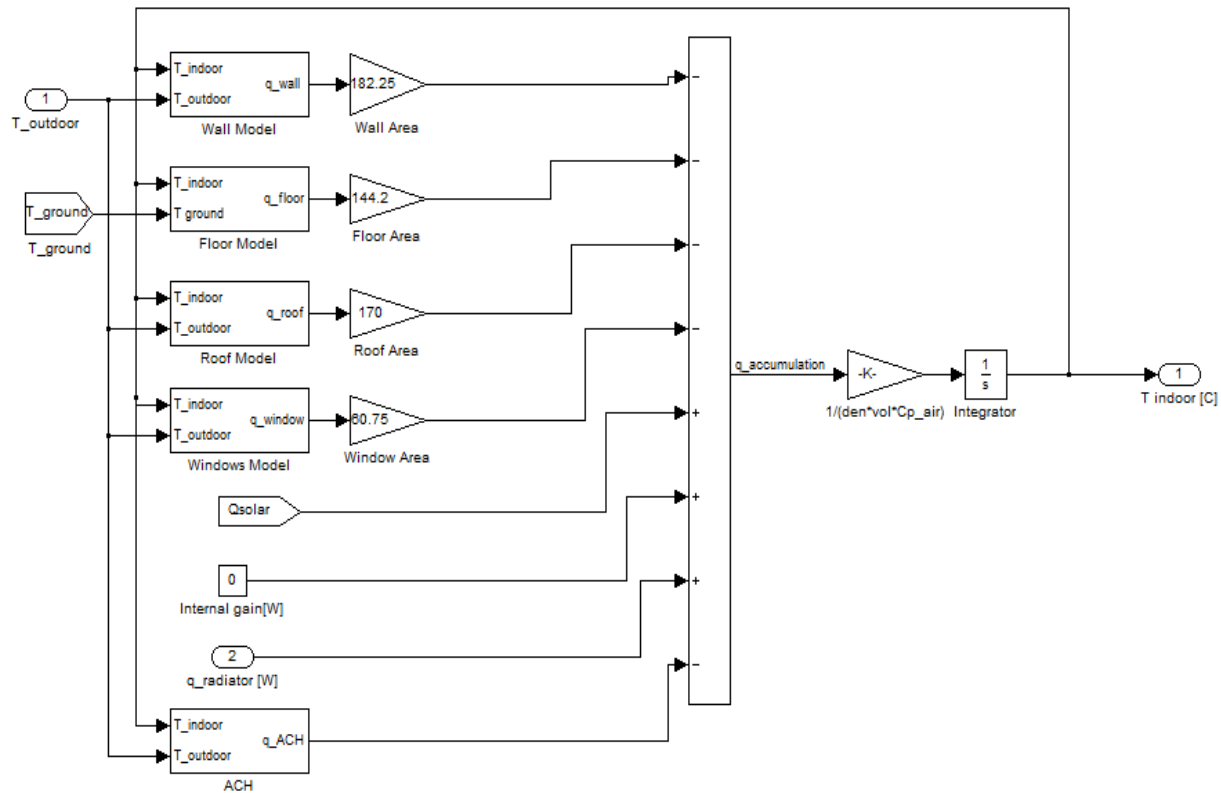 T_indoor
T_outdoor
q_wall
Wall Model
182.25
Wall Area
−
1
T_outdoor
T_indoor
T ground
q_floor
Floor Model
144.2
Floor Area
−
T_ground
T_ground
T_indoor
T_outdoor
q_roof
Roof Model
170
Roof Area
−
T_indoor
T_outdoor
q_window
Windows Model
60.75
Window Area
−
Qsolar
+
0
Internal gain[W]
+
2
q_radiator [W]
+
T_indoor
T_outdoor
q_ACH
ACH
−
q_accumulation
-K-
1/(den*vol*Cp_air)
1
s
Integrator
1
T indoor [C]